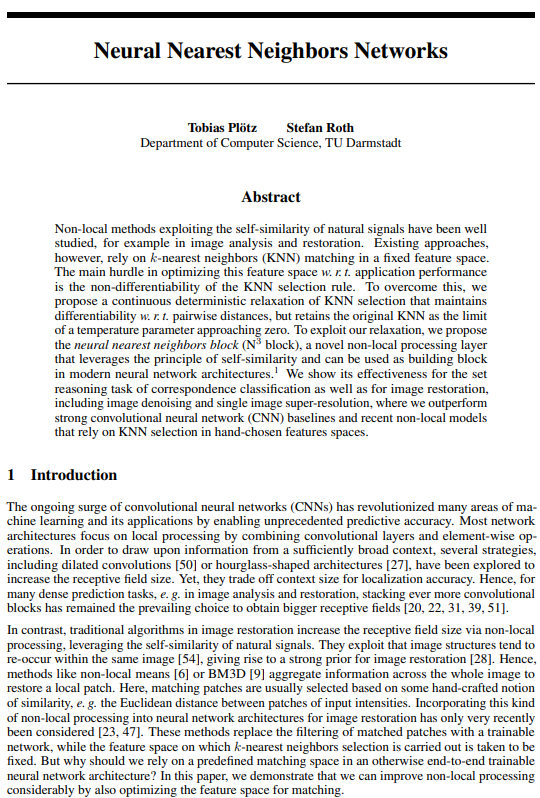 Neural Nearest Neighbors Networks
Tobias Plötz Stefan Roth
Department of Computer Science, TU Darmstadt
Abstract
Non-local methods exploiting the self-similarity of natural signals have been well
studied, for example in image analysis and restoration. Existing approaches,
however, rely on k-nearest neighbors (KNN) matching in a fixed feature space.
The main hurdle in optimizing this feature space w. r. t. application performance
is the non-differentiability of the KNN selection rule. To overcome this, we
propose a continuous deterministic relaxation of KNN selection that maintains
differentiability w. r. t. pairwise distances, but retains the original KNN as the limit
of a temperature parameter approaching zero. To exploit our relaxation, we propose
the neural nearest neighbors block (N³ block), a novel non-local processing layer
that leverages the principle of self-similarity and can be used as building block
in modern neural network architectures.¹ We show its effectiveness for the set
reasoning task of correspondence classification as well as for image restoration,
including image denoising and single image super-resolution, where we outperform
strong convolutional neural network (CNN) baselines and recent non-local models
that rely on KNN selection in hand-chosen features spaces.
1 Introduction
The ongoing surge of convolutional neural networks (CNNs) has revolutionized many areas of ma-
chine learning and its applications by enabling unprecedented predictive accuracy. Most network
architectures focus on local processing by combining convolutional layers and element-wise op-
erations. In order to draw upon information from a sufficiently broad context, several strategies,
including dilated convolutions [50] or hourglass-shaped architectures [27], have been explored to
increase the receptive field size. Yet, they trade off context size for localization accuracy. Hence, for
many dense prediction tasks, e. g. in image analysis and restoration, stacking ever more convolutional
blocks has remained the prevailing choice to obtain bigger receptive fields [20, 22, 31, 39, 51].
In contrast, traditional algorithms in image restoration increase the receptive field size via non-local
processing, leveraging the self-similarity of natural signals. They exploit that image structures tend to
re-occur within the same image [54], giving rise to a strong prior for image restoration [28]. Hence,
methods like non-local means [6] or BM3D [9] aggregate information across the whole image to
restore a local patch. Here, matching patches are usually selected based on some hand-crafted notion
of similarity, e. g. the Euclidean distance between patches of input intensities. Incorporating this kind
of non-local processing into neural network architectures for image restoration has only very recently
been considered [23, 47]. These methods replace the filtering of matched patches with a trainable
network, while the feature space on which k-nearest neighbors selection is carried out is taken to be
fixed. But why should we rely on a predefined matching space in an otherwise end-to-end trainable
neural network architecture? In this paper, we demonstrate that we can improve non-local processing
considerably by also optimizing the feature space for matching.